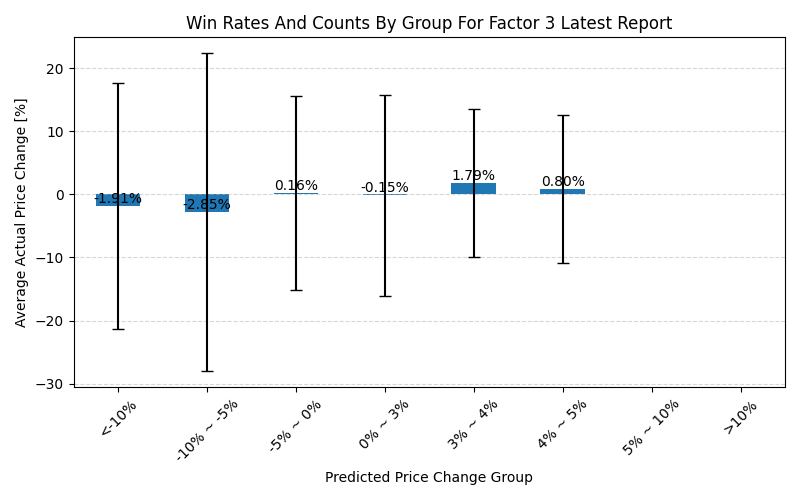 Win Rates And Counts By Group For Factor 3 Latest Report
Average Actual Price Change [%]
20
10
0
−10
−20
−30
-1.91%
-2.85%
0.16%
-0.15%
1.79%
0.80%
<-10%
-10% ~ -5%
-5% ~ 0%
0% ~ 3%
3% ~ 4%
4% ~ 5%
5% ~ 10%
>10%
Predicted Price Change Group